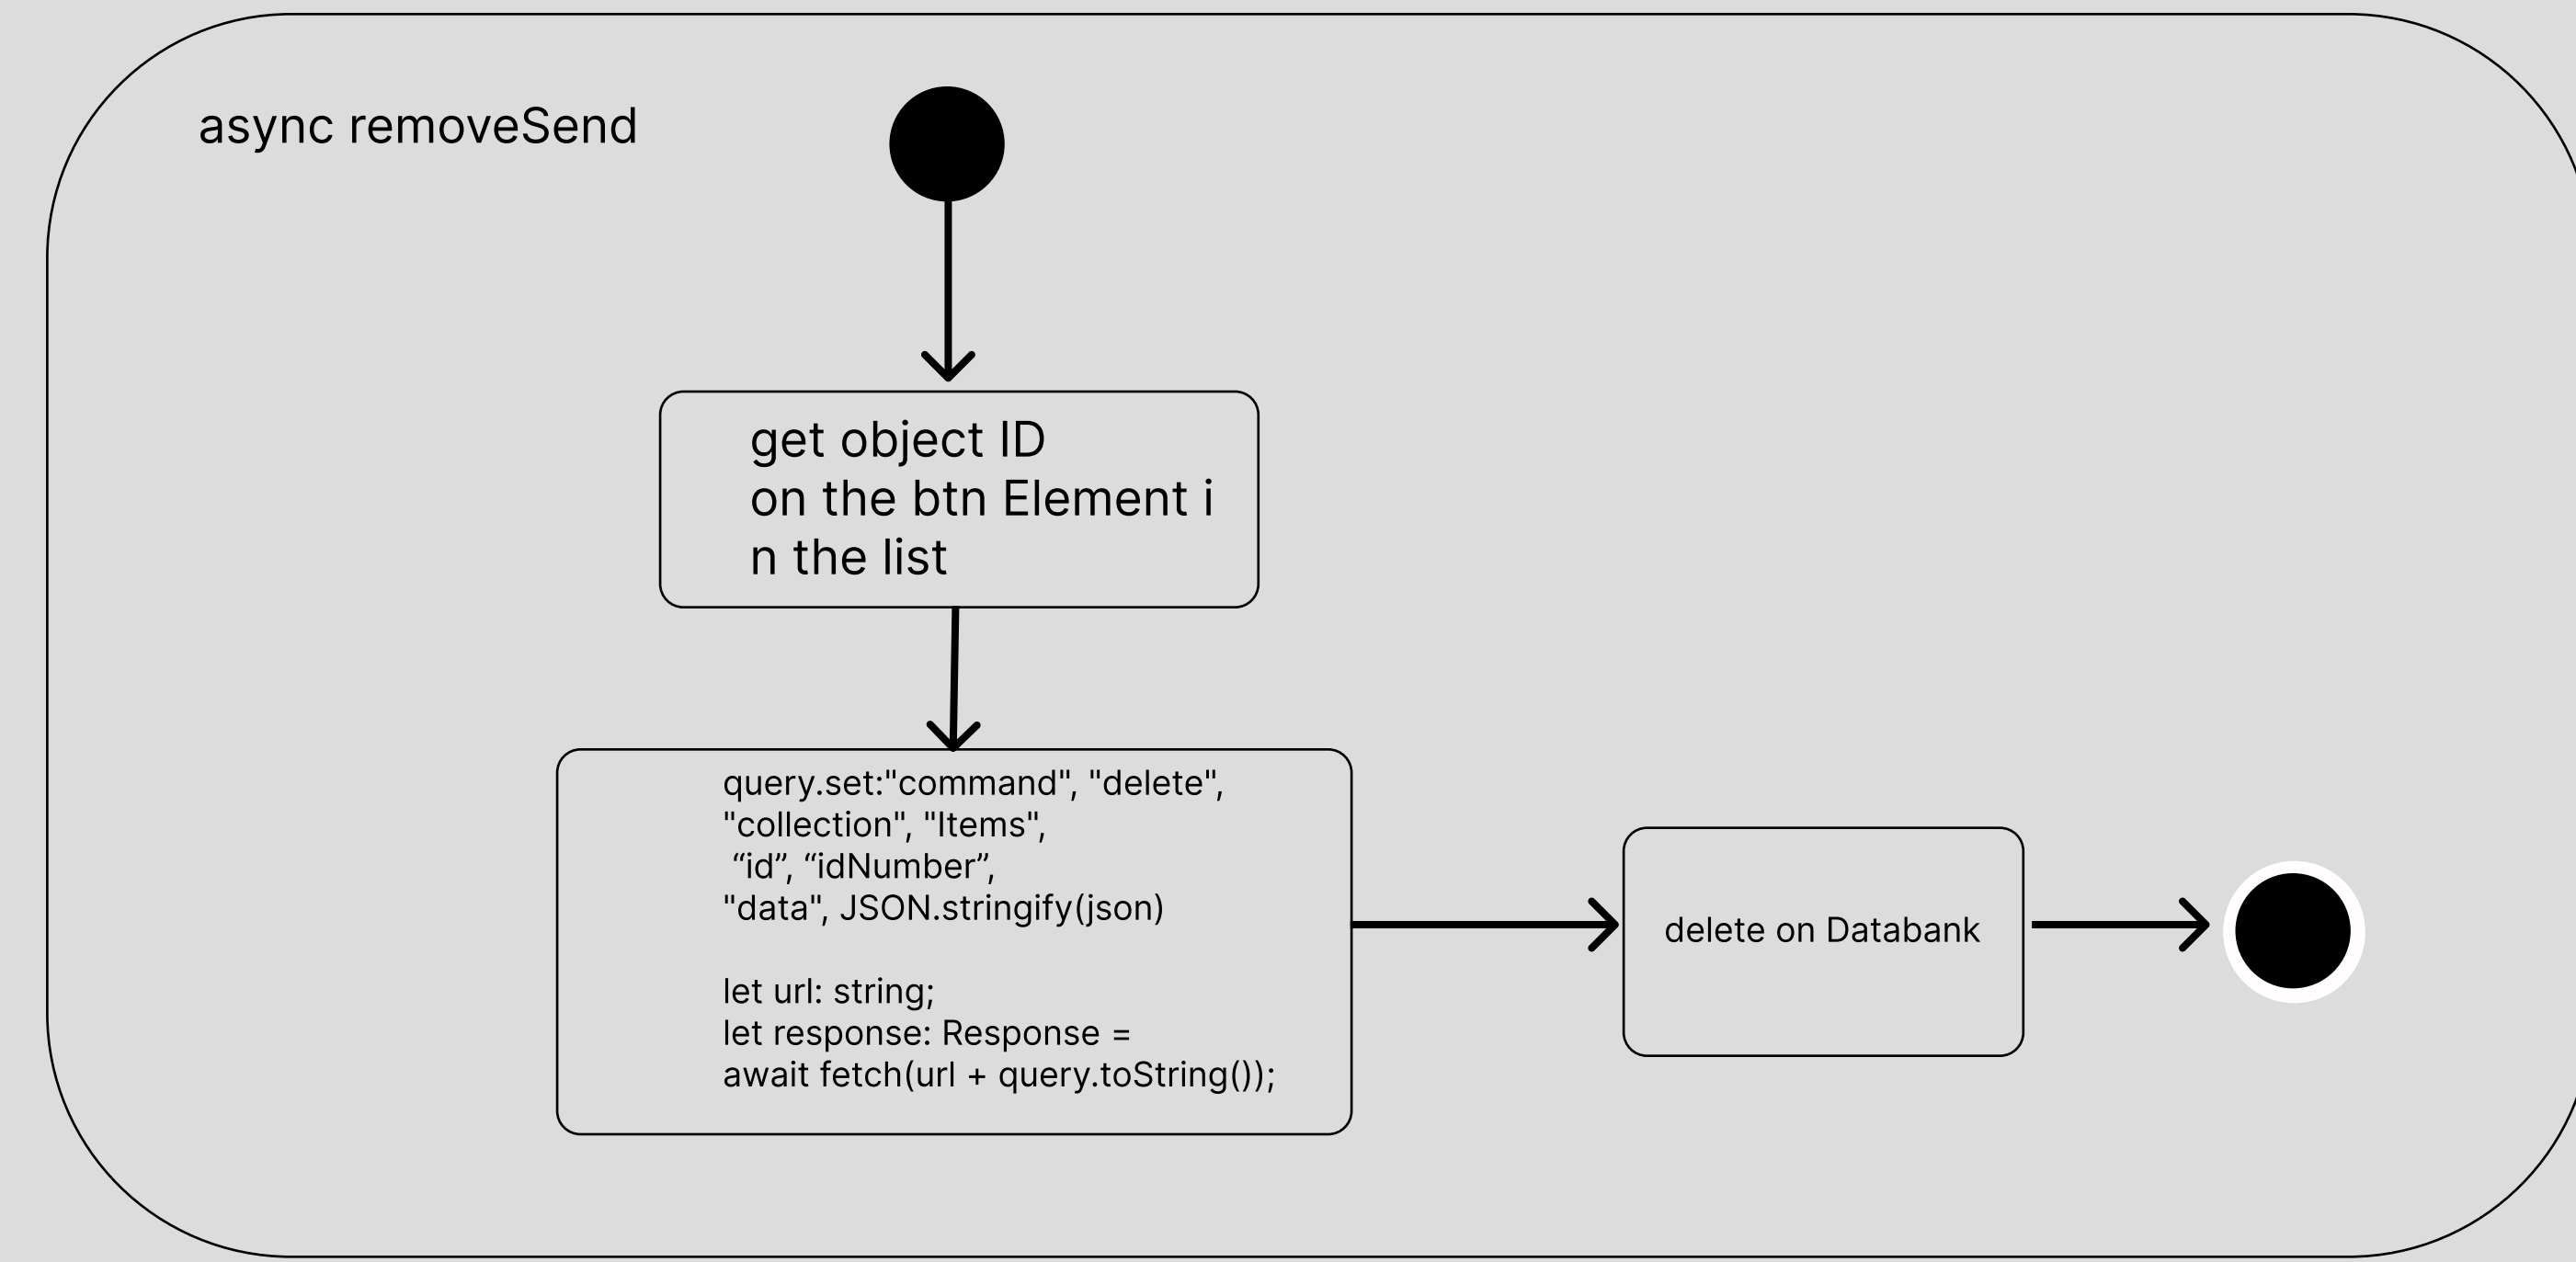 async removeSend
get object ID
on the btn Element i
n the list
query.set:"command", "delete",
"collection", "Items",
“id”, “idNumber”,
"data", JSON.stringify(json)
let url: string;
let response: Response =
await fetch(url + query.toString());
delete on Databank